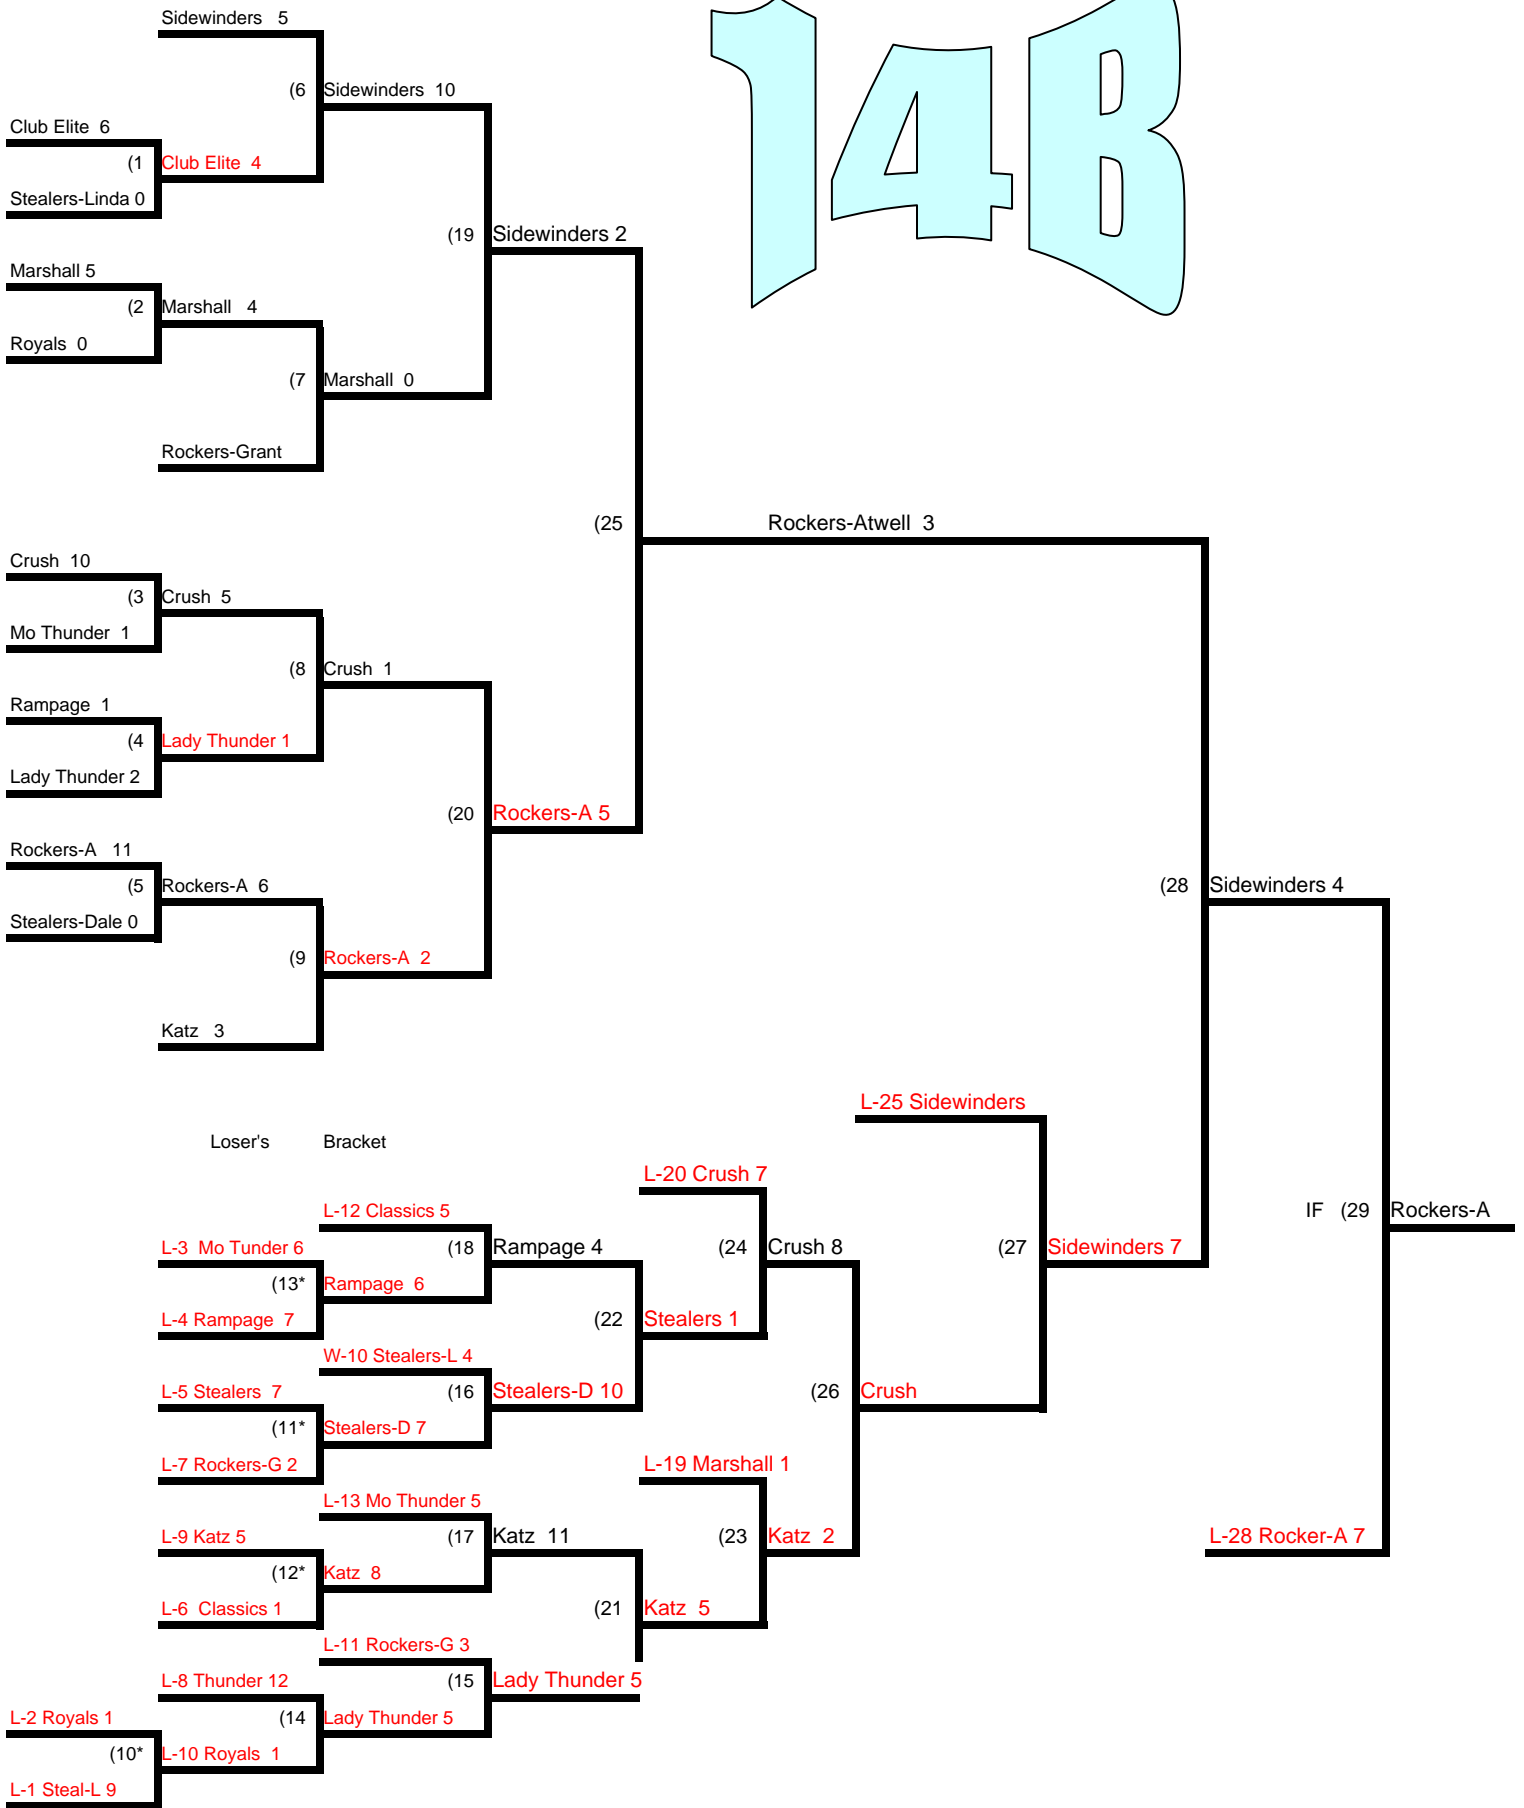 14B
Sidewinders 5
(6 Sidewinders 10
Club Elite 6
(1 Club Elite 4
Stealers-Linda 0
(19 Sidewinders 2
Marshall 5
(2 Marshall 4
Royals 0
(7 Marshall 0
Rockers-Grant
(25 Rockers-Atwell 3
Crush 10
(3 Crush 5
Mo Thunder 1
(8 Crush 1
Rampage 1
(4 Lady Thunder 1
Lady Thunder 2
(20 Rockers-A 5
Rockers-A 11
(5 Rockers-A 6
(28 Sidewinders 4
Stealers-Dale 0
(9 Rockers-A 2
Katz 3
L-25 Sidewinders
Loser's Bracket
L-20 Crush 7
L-12 Classics 5
IF (29 Rockers-A
L-3 Mo Tunder 6
(18 Rampage 4
(24 Crush 8
(27 Sidewinders 7
(13* Rampage 6
L-4 Rampage 7
(22 Stealers 1
W-10 Stealers-L 4
L-5 Stealers 7
(16 Stealers-D 10
(26 Crush
(11* Stealers-D 7
L-7 Rockers-G 2
L-19 Marshall 1
L-13 Mo Thunder 5
L-9 Katz 5
(17 Katz 11
(23 Katz 2
L-28 Rocker-A 7
(12* Katz 8
L-6 Classics 1
(21 Katz 5
L-11 Rockers-G 3
L-8 Thunder 12
(15 Lady Thunder 5
L-2 Royals 1
(14 Lady Thunder 5
(10* L-10 Royals 1
L-1 Steal-L 9